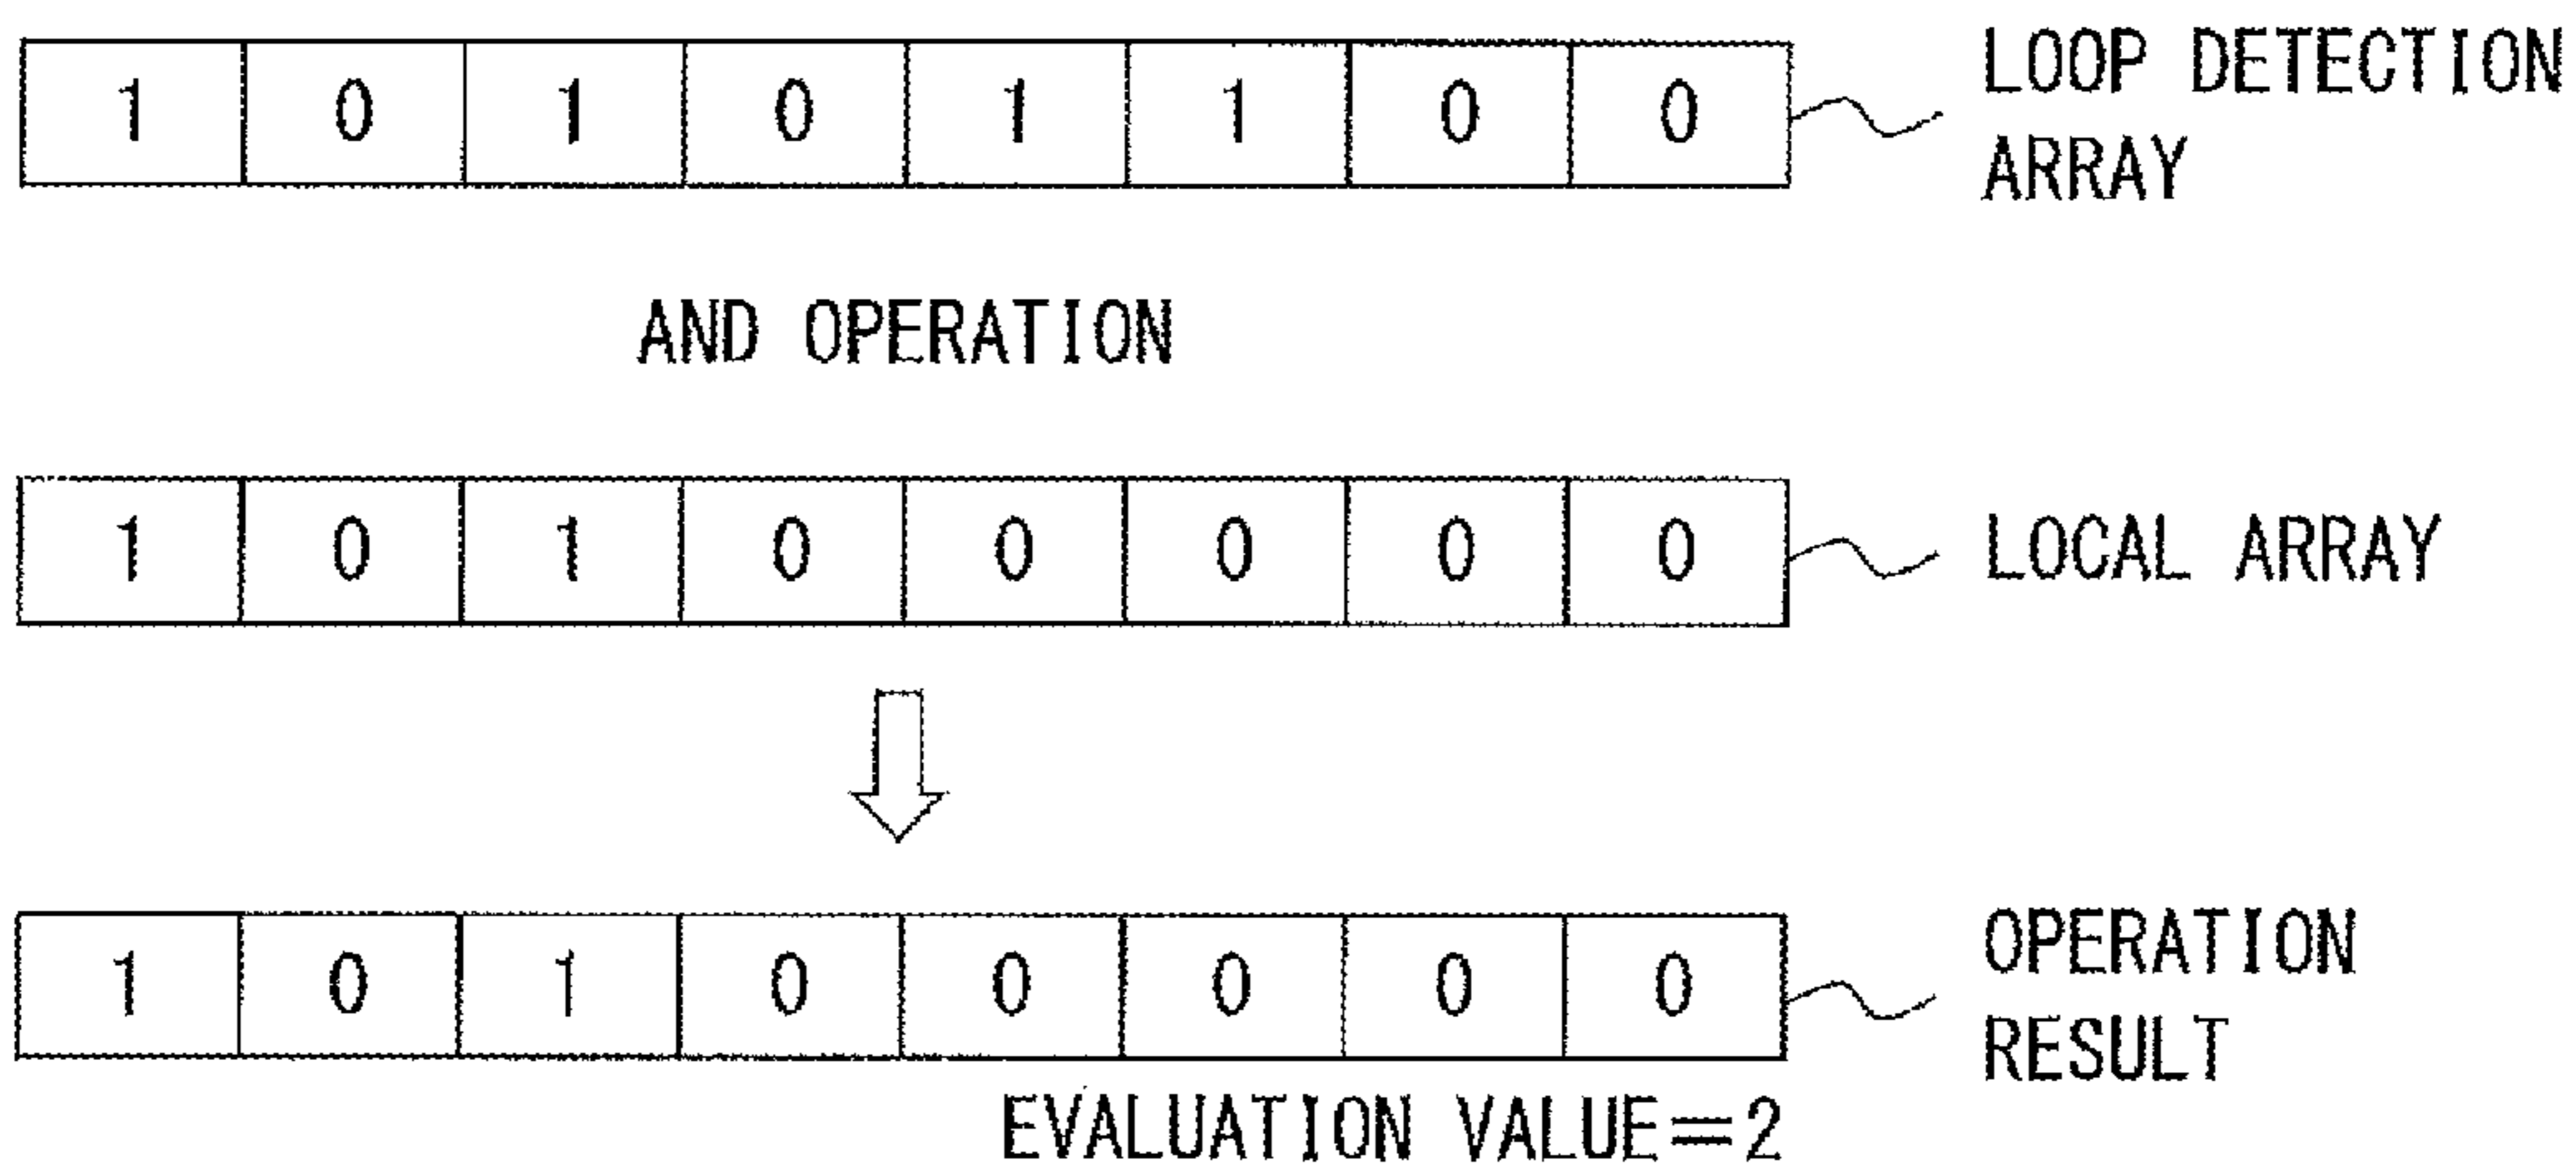 1 0 1 0 1 1 0 0
LOOP DETECTION
ARRAY
AND OPERATION
1 0 1 0 0 0 0 0
LOCAL ARRAY
1 0 1 0 0 0 0 0
OPERATION
RESULT
EVALUATION VALUE=2